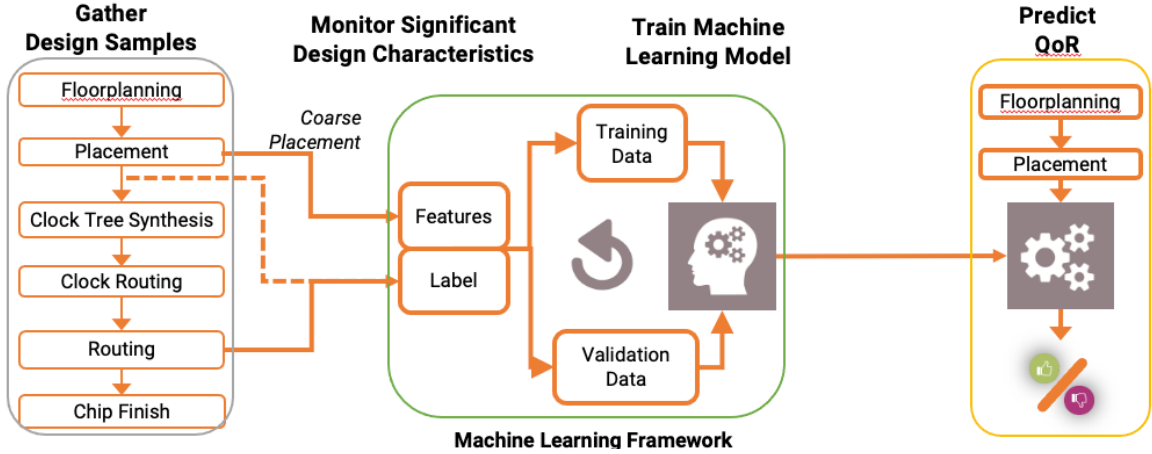 Gather
Design Samples
Floorplanning
Placement
Clock Tree Synthesis
Clock Routing
Routing
Chip Finish
Monitor Significant
Design Characteristics
Coarse
Placement
Features
Label
Train Machine
Learning Model
Training
Data
Validation
Data
Machine Learning Framework
Predict
QoR
Floorplanning
Placement